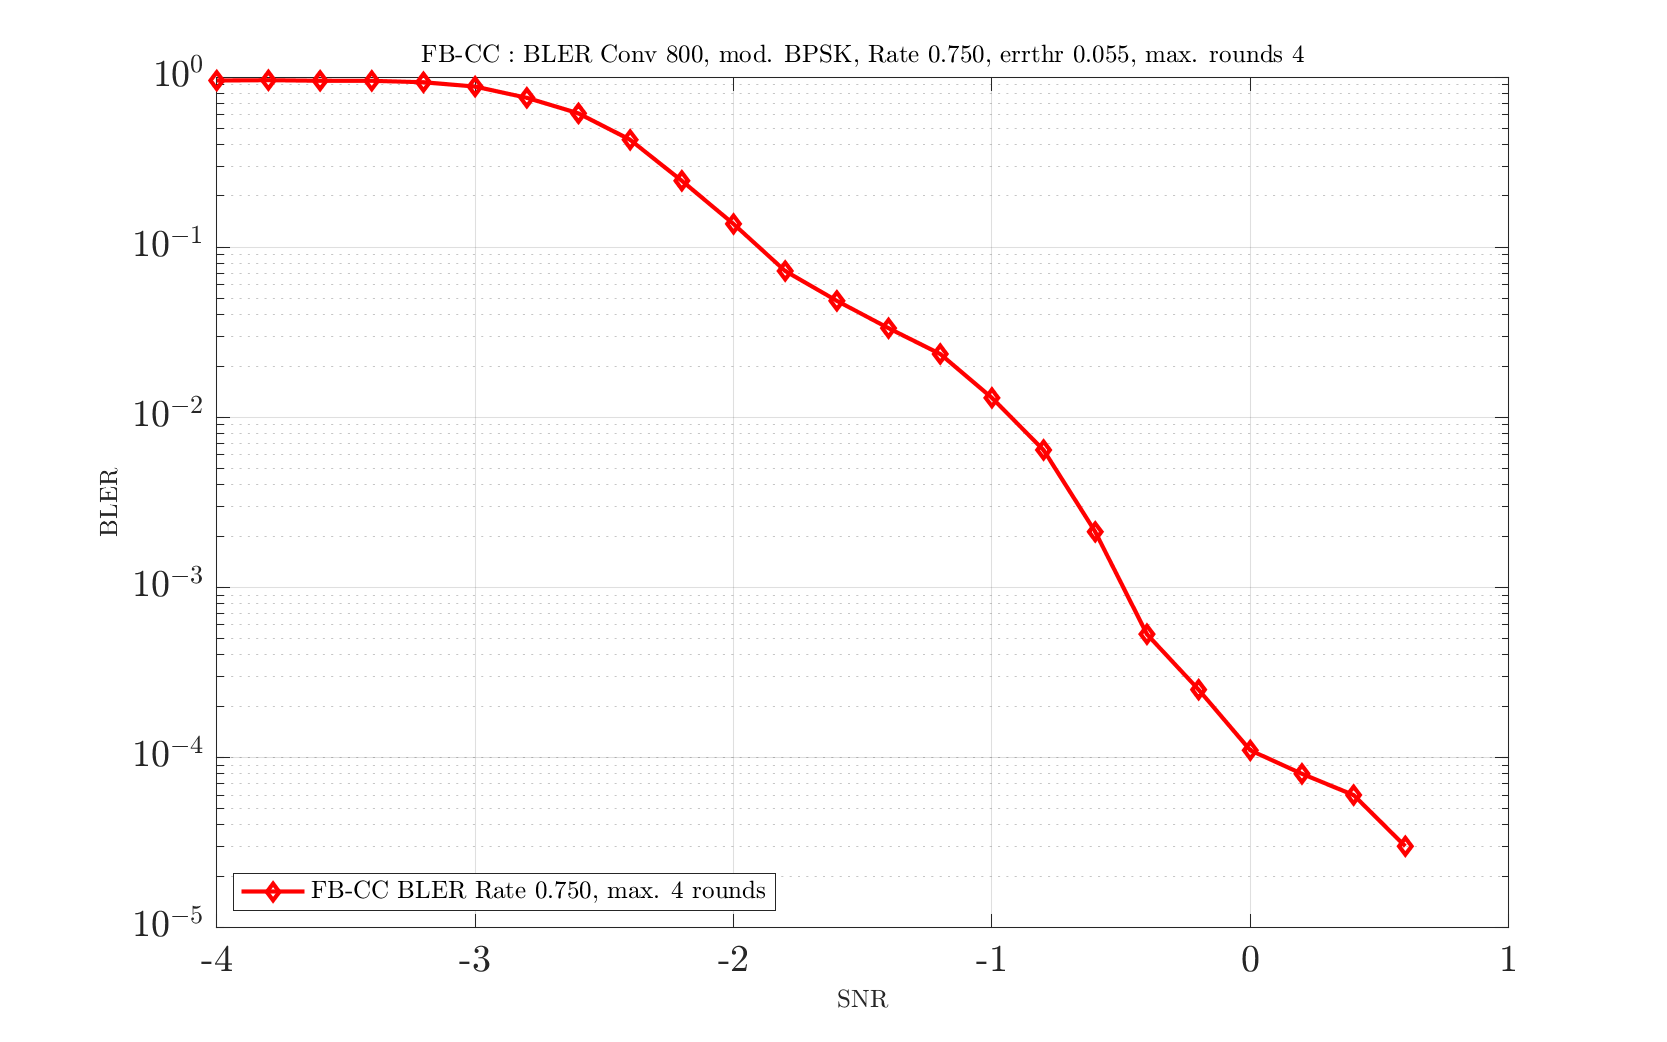 FB-CC : BLER Conv 800, mod. BPSK, Rate 0.750, errthr 0.055, max. rounds 4
10^0
10^−1
10^−2
10^−3
10^−4
10^−5
BLER
FB-CC BLER Rate 0.750, max. 4 rounds
-4 -3 -2 -1 0 1
SNR